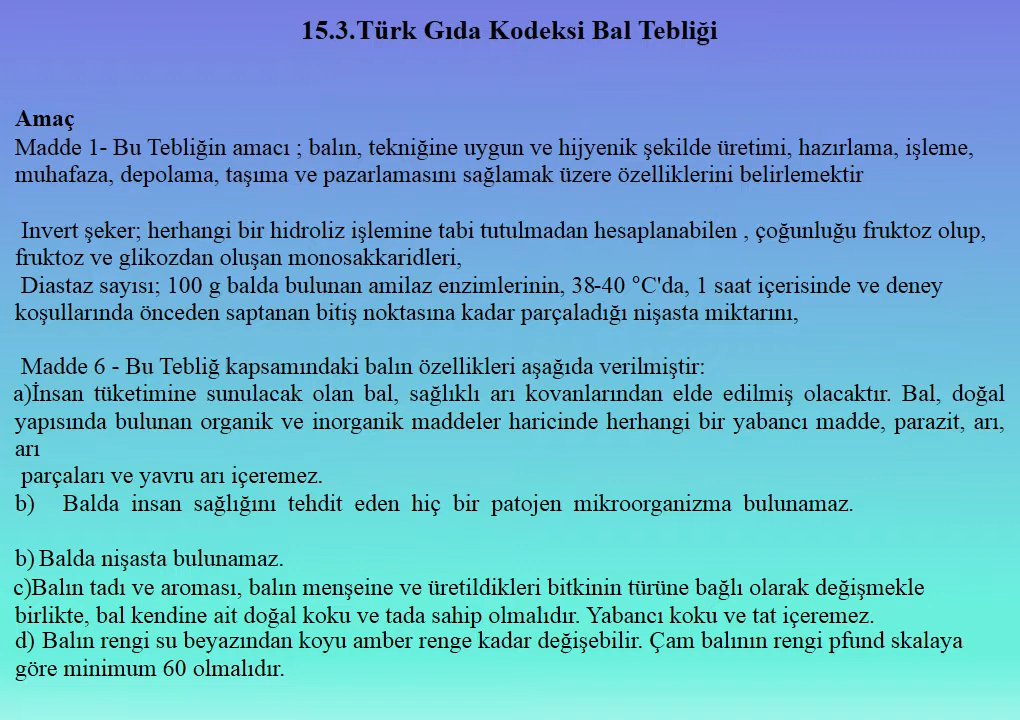 15.3.Türk Gıda Kodeksi Bal Tebliği
Amaç
Madde 1- Bu Tebliğin amacı ; balın, tekniğine uygun ve hijyenik şekilde üretimi, hazırlama, işleme,
muhafaza, depolama, taşıma ve pazarlamasını sağlamak üzere özelliklerini belirlemektir
Invert şeker; herhangi bir hidroliz işlemine tabi tutulmadan hesaplanabilen , çoğunluğu fruktoz olup,
fruktoz ve glikozdan oluşan monosakkaridleri,
Diastaz sayısı; 100 g balda bulunan amilaz enzimlerinin, 38-40 °C'da, 1 saat içerisinde ve deney
koşullarında önceden saptanan bitiş noktasına kadar parçaladığı nişasta miktarını,
Madde 6 - Bu Tebliğ kapsamındaki balın özellikleri aşağıda verilmiştir:
a)İnsan tüketimine sunulacak olan bal, sağlıklı arı kovanlarından elde edilmiş olacaktır. Bal, doğal
yapısında bulunan organik ve inorganik maddeler haricinde herhangi bir yabancı madde, parazit, arı,
arı
parçaları ve yavru arı içeremez.
b) Balda insan sağlığını tehdit eden hiç bir patojen mikroorganizma bulunamaz.
b) Balda nişasta bulunamaz.
c)Balın tadı ve aroması, balın menşeine ve üretildikleri bitkinin türüne bağlı olarak değişmekle
birlikte, bal kendine ait doğal koku ve tada sahip olmalıdır. Yabancı koku ve tat içeremez.
d) Balın rengi su beyazından koyu amber renge kadar değişebilir. Çam balının rengi pfund skalaya
göre minimum 60 olmalıdır.